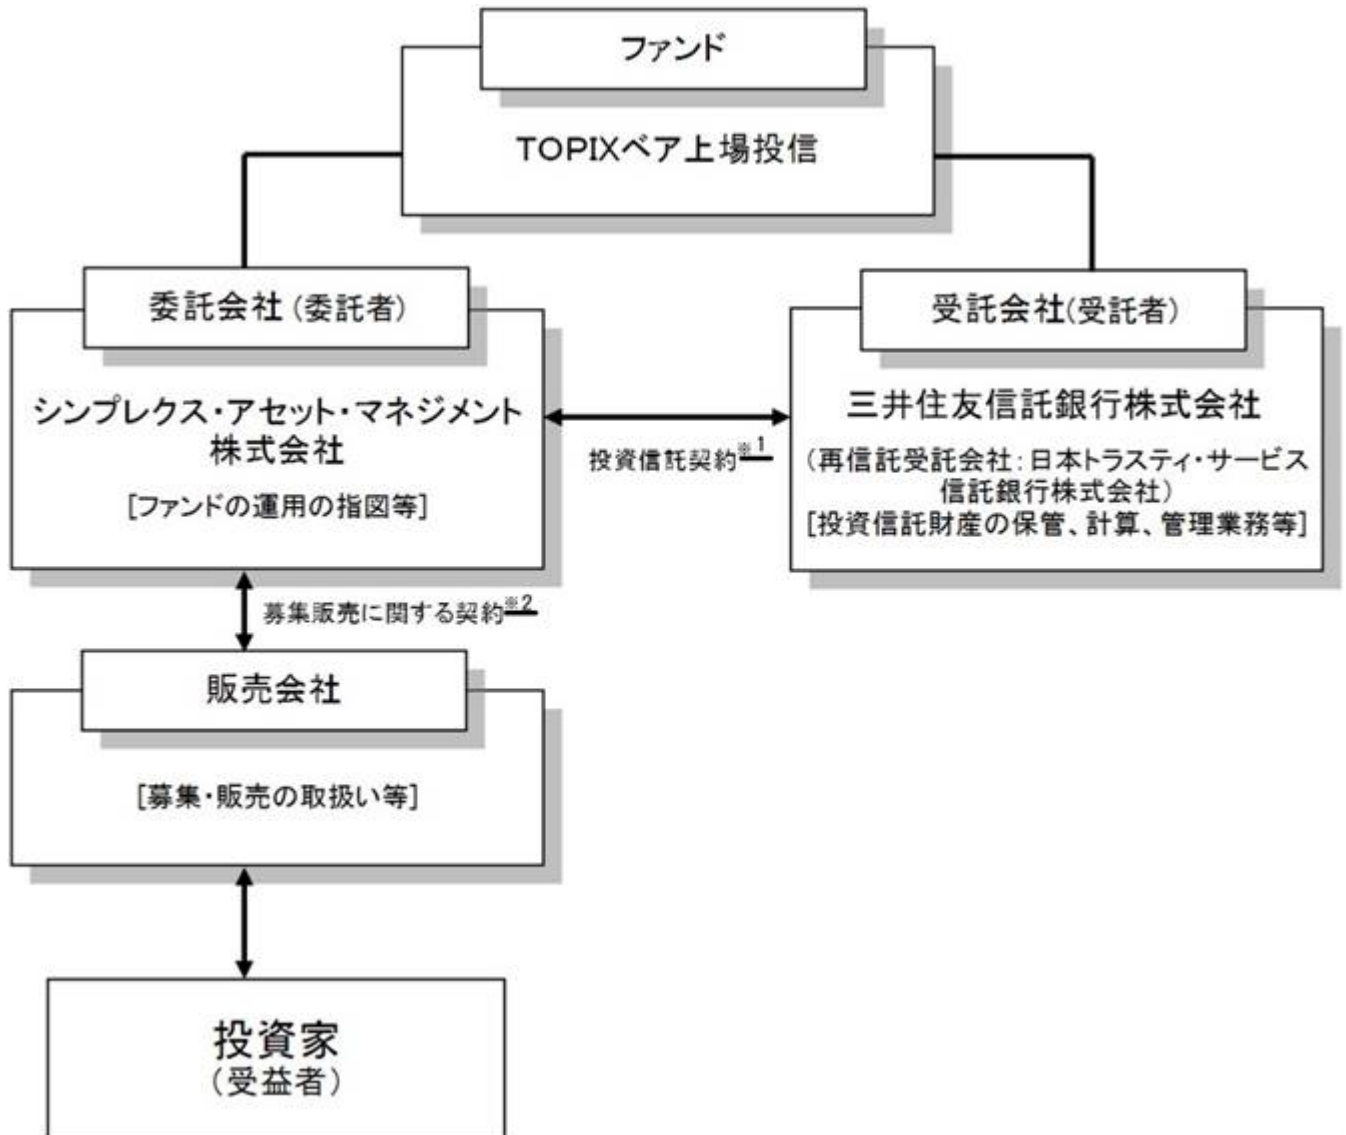 ファンド
TOPIXベア上場投信
委託会社(委託者)
シンプレクス・アセット・マネジメント
株式会社
[ファンドの運用の指図等]
投資信託契約※1
受託会社(受託者)
三井住友信託銀行株式会社
(再信託受託会社:日本トラスティ・サービス
信託銀行株式会社)
[投資信託財産の保管、計算、管理業務等]
募集販売に関する契約※2
販売会社
[募集・販売の取扱い等]
投資家
(受益者)